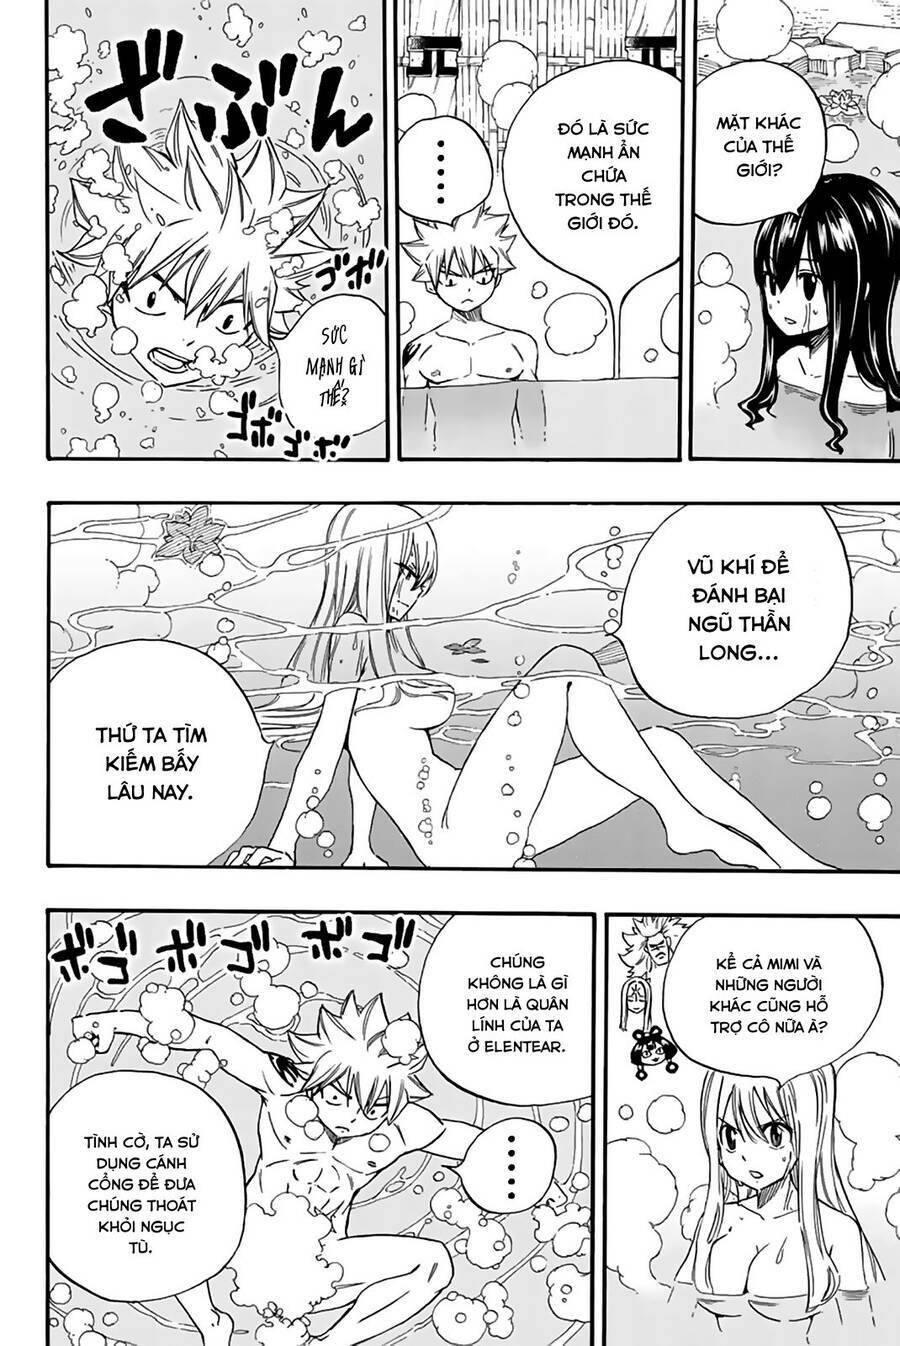 MẶT KHÁC
CỦA THẾ
GIỚI?
ĐÓ LÀ SỨC
MẠNH ẨN
CHỨA
TRONG THẾ
GIỚI ĐÓ.
....
ざぶん
ゴボ
SỨC
MẠNH GÌ
THẾ?
ゴボゴボ
VŨ KHÍ ĐỂ
ĐÁNH BẠI
NGŨ THẦN
LONG...
THỨ TA TÌM
KIẾM BẤY
LÂU NAY.
KỂ CẢ MIMI VÀ
NHỮNG NGƯỜI
KHÁC CŨNG HỖ
TRỢ CÔ NỮA À?
CHÚNG
KHÔNG LÀ GÌ
HƠN LÀ QUÂN
LÍNH CỦA TA
Ở ELENTEAR.
ゴボゴボゴボゴボ
....
TÌNH CỜ, TA SỬ
DỤNG CÁNH
CỔNG ĐỂ ĐƯA
CHÚNG THOÁT
KHỎI NGỤC
TÙ.